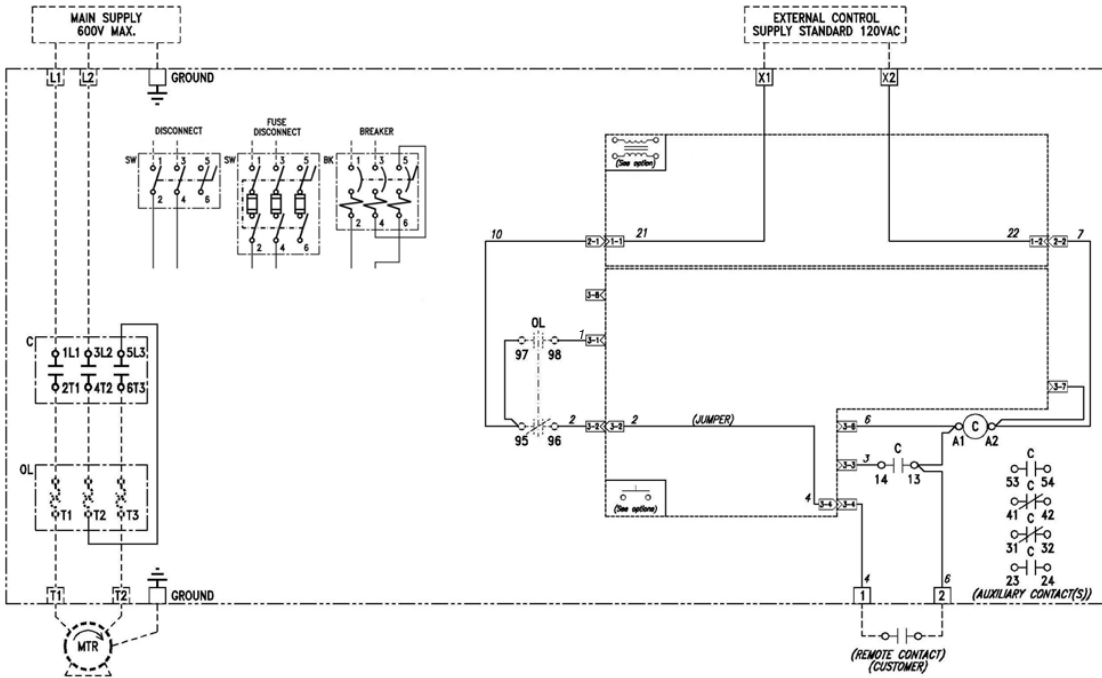 MAIN SUPPLY
600V MAX.
EXTERNAL CONTROL
SUPPLY STANDARD 120VAC
L1 L2 GROUND
X1 X2
DISCONNECT
FUSE
DISCONNECT
BREAKER
SW 1 3 5
2 4 6
SW 1 3 5
2 4 6
BK 1 3 5
2 4 6
(See option)
10 2-1 1-1 21
22 1-2 2-2 7
3-6
OL
1 3-1
97 98
C 1L1 3L2 5L3
2T1 4T2 6T3
3-7
2 3-2 3-2 2 (JUMPER)
95 96
3-6 6 C
A1 A2
3-3 3 C
14 13
OL
T1 T2 T3
(See options)
4 3-4 3-4
C
53 54
C
41 42
C
31 32
C
23 24
(AUXILIARY CONTACT(S))
4 6
T1 T2 GROUND
1 2
MTR
(REMOTE CONTACT)
(CUSTOMER)